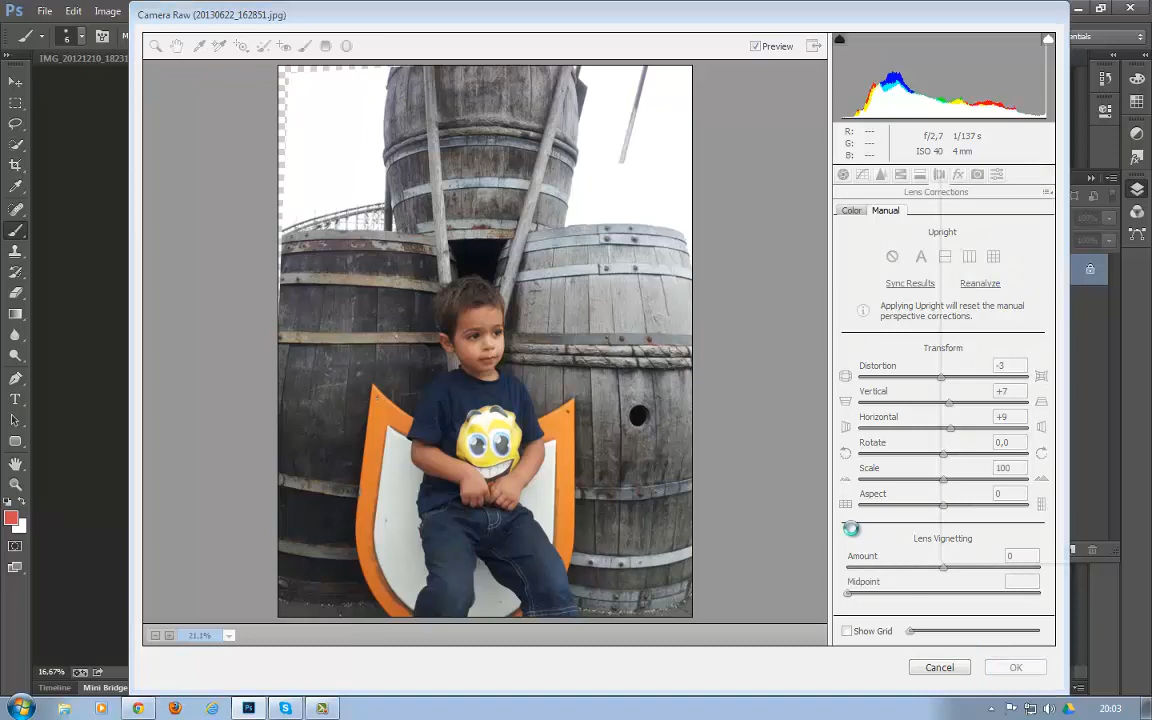 Ps File Edit Image
Camera Raw (20130622_162851.jpg)
6
Preview
IMG_20121210_18231
R: ---
G: ---
B: ---
f/2,7 1/137 s
ISO 40 4 mm
Lens Corrections
Color Manual
Upright
A
Sync Results Reanalyze
Applying Upright will reset the manual
perspective corrections.
Transform
Distortion -3
Vertical +7
Horizontal +9
Rotate 0,0
Scale 100
Aspect 0
Lens Vignetting
Amount 0
Midpoint
Show Grid
21,1%
Cancel OK
16,67%
Timeline Mini Bridge
20:03